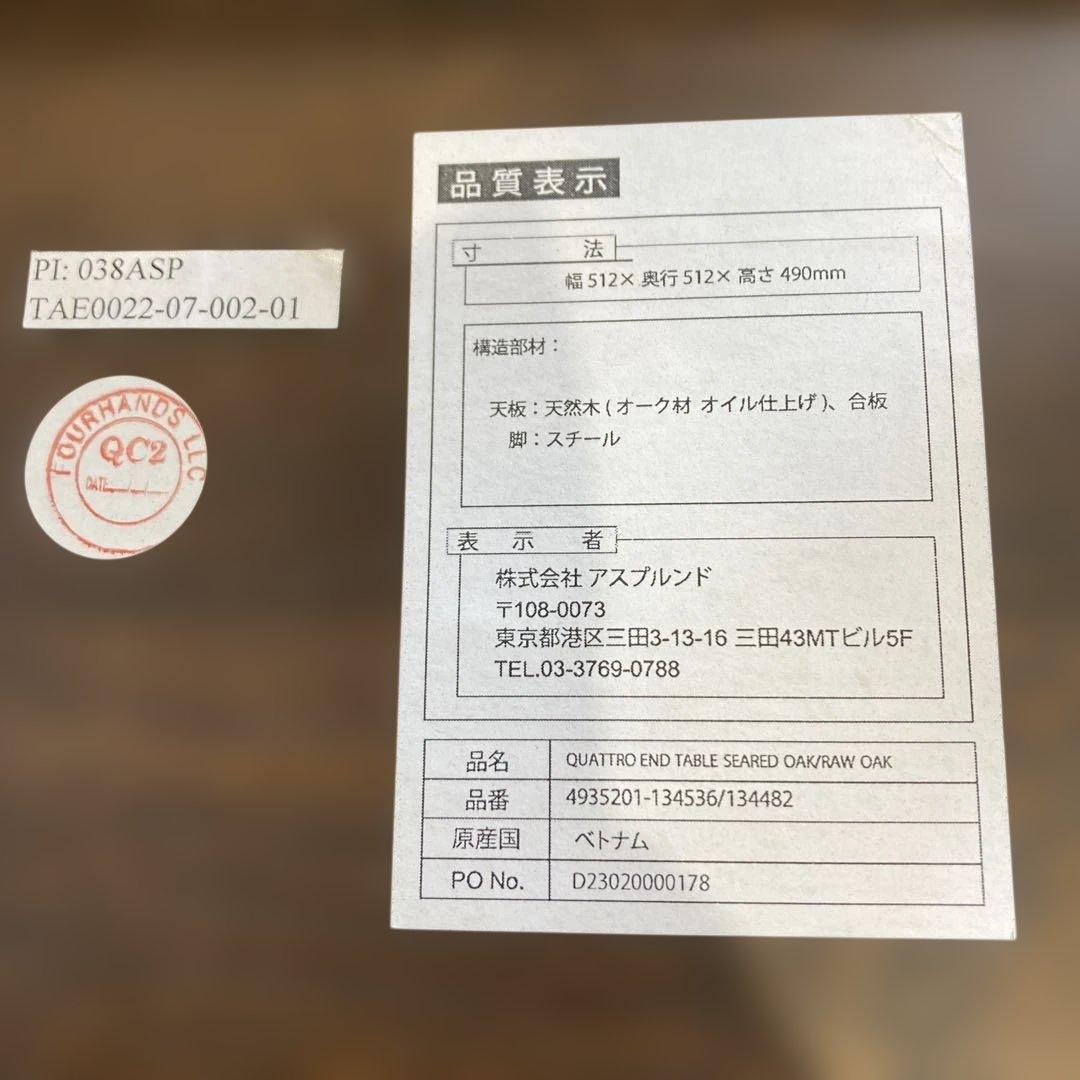 PI: 038ASP
TAE0022-07-002-01
FOURHANDS LLC
QC2
DATE__/__/__
品質表示
寸法
幅 512× 奥行 512× 高さ 490mm
構造部材：
天板：天然木 ( オーク材 オイル仕上げ )、合板
脚：スチール
表示者
株式会社 アスプルンド
〒108-0073
東京都港区三田3-13-16 三田43MTビル5F
TEL.03-3769-0788
品名 QUATTRO END TABLE SEARED OAK/RAW OAK
品番 4935201-134536/134482
原産国 ベトナム
PO No. D23020000178